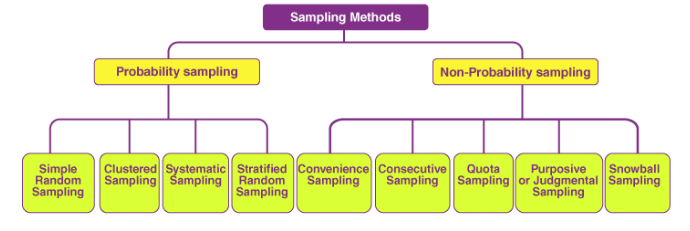 Sampling Methods
Probability sampling
Non-Probability sampling
Simple
Random
Sampling
Clustered
Sampling
Systematic
Sampling
Stratified
Random
Sampling
Convenience
Sampling
Consecutive
Sampling
Quota
Sampling
Purposive
or Judgmental
Sampling
Snowball
Sampling